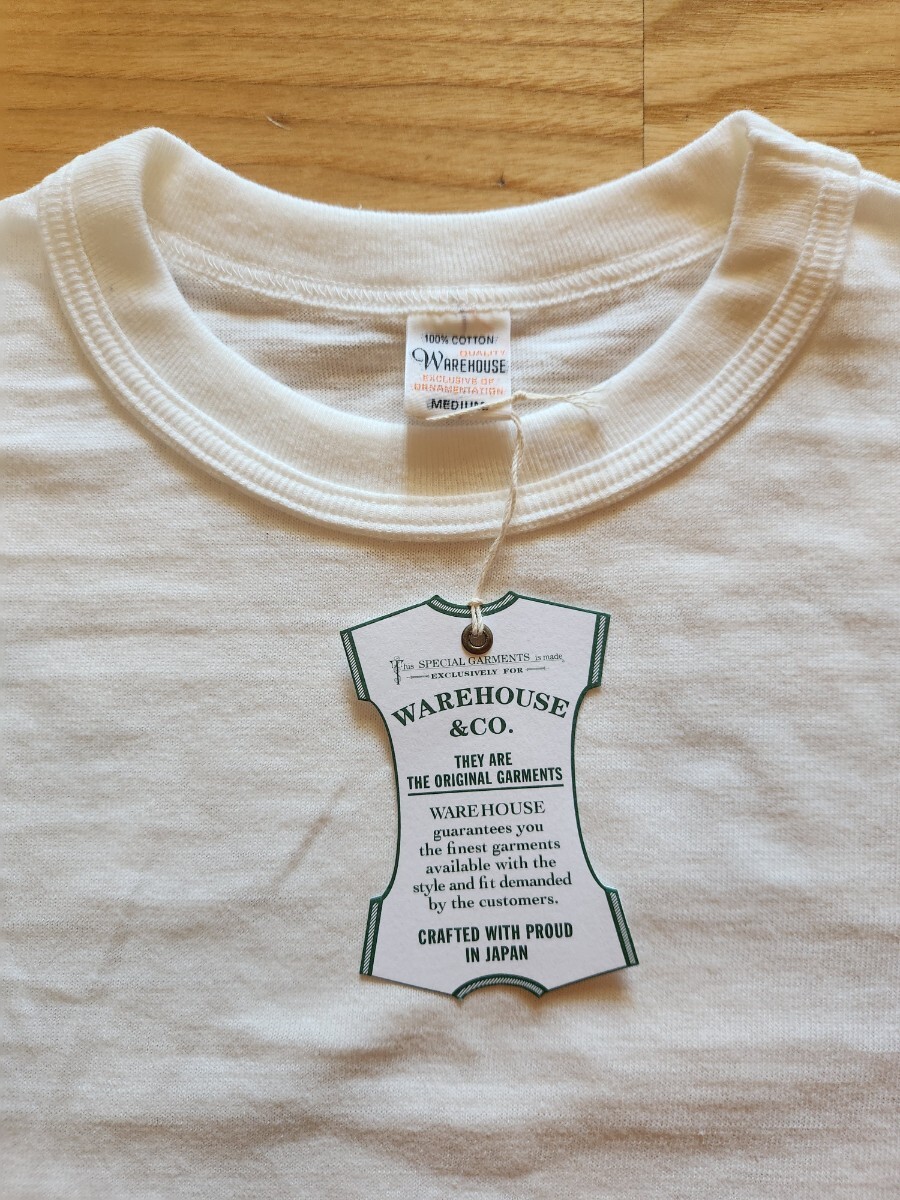 100% COTTON
QUALITY
WAREHOUSE
EXCLUSIVE OF
ORNAMENTATION
MEDIUM
This SPECIAL GARMENTS is made
EXCLUSIVELY FOR
WAREHOUSE
&CO.
THEY ARE
THE ORIGINAL GARMENTS
WAREHOUSE
guarantees you
the finest garments
available with the
style and fit demanded
by the customers.
CRAFTED WITH PROUD
IN JAPAN